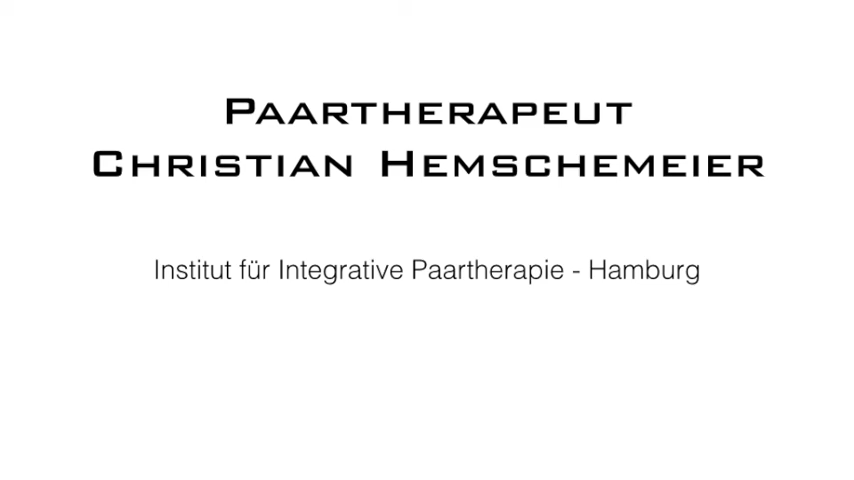 PAARTHERAPEUT
CHRISTIAN HEMSCHEMEIER
Institut für Integrative Paartherapie - Hamburg